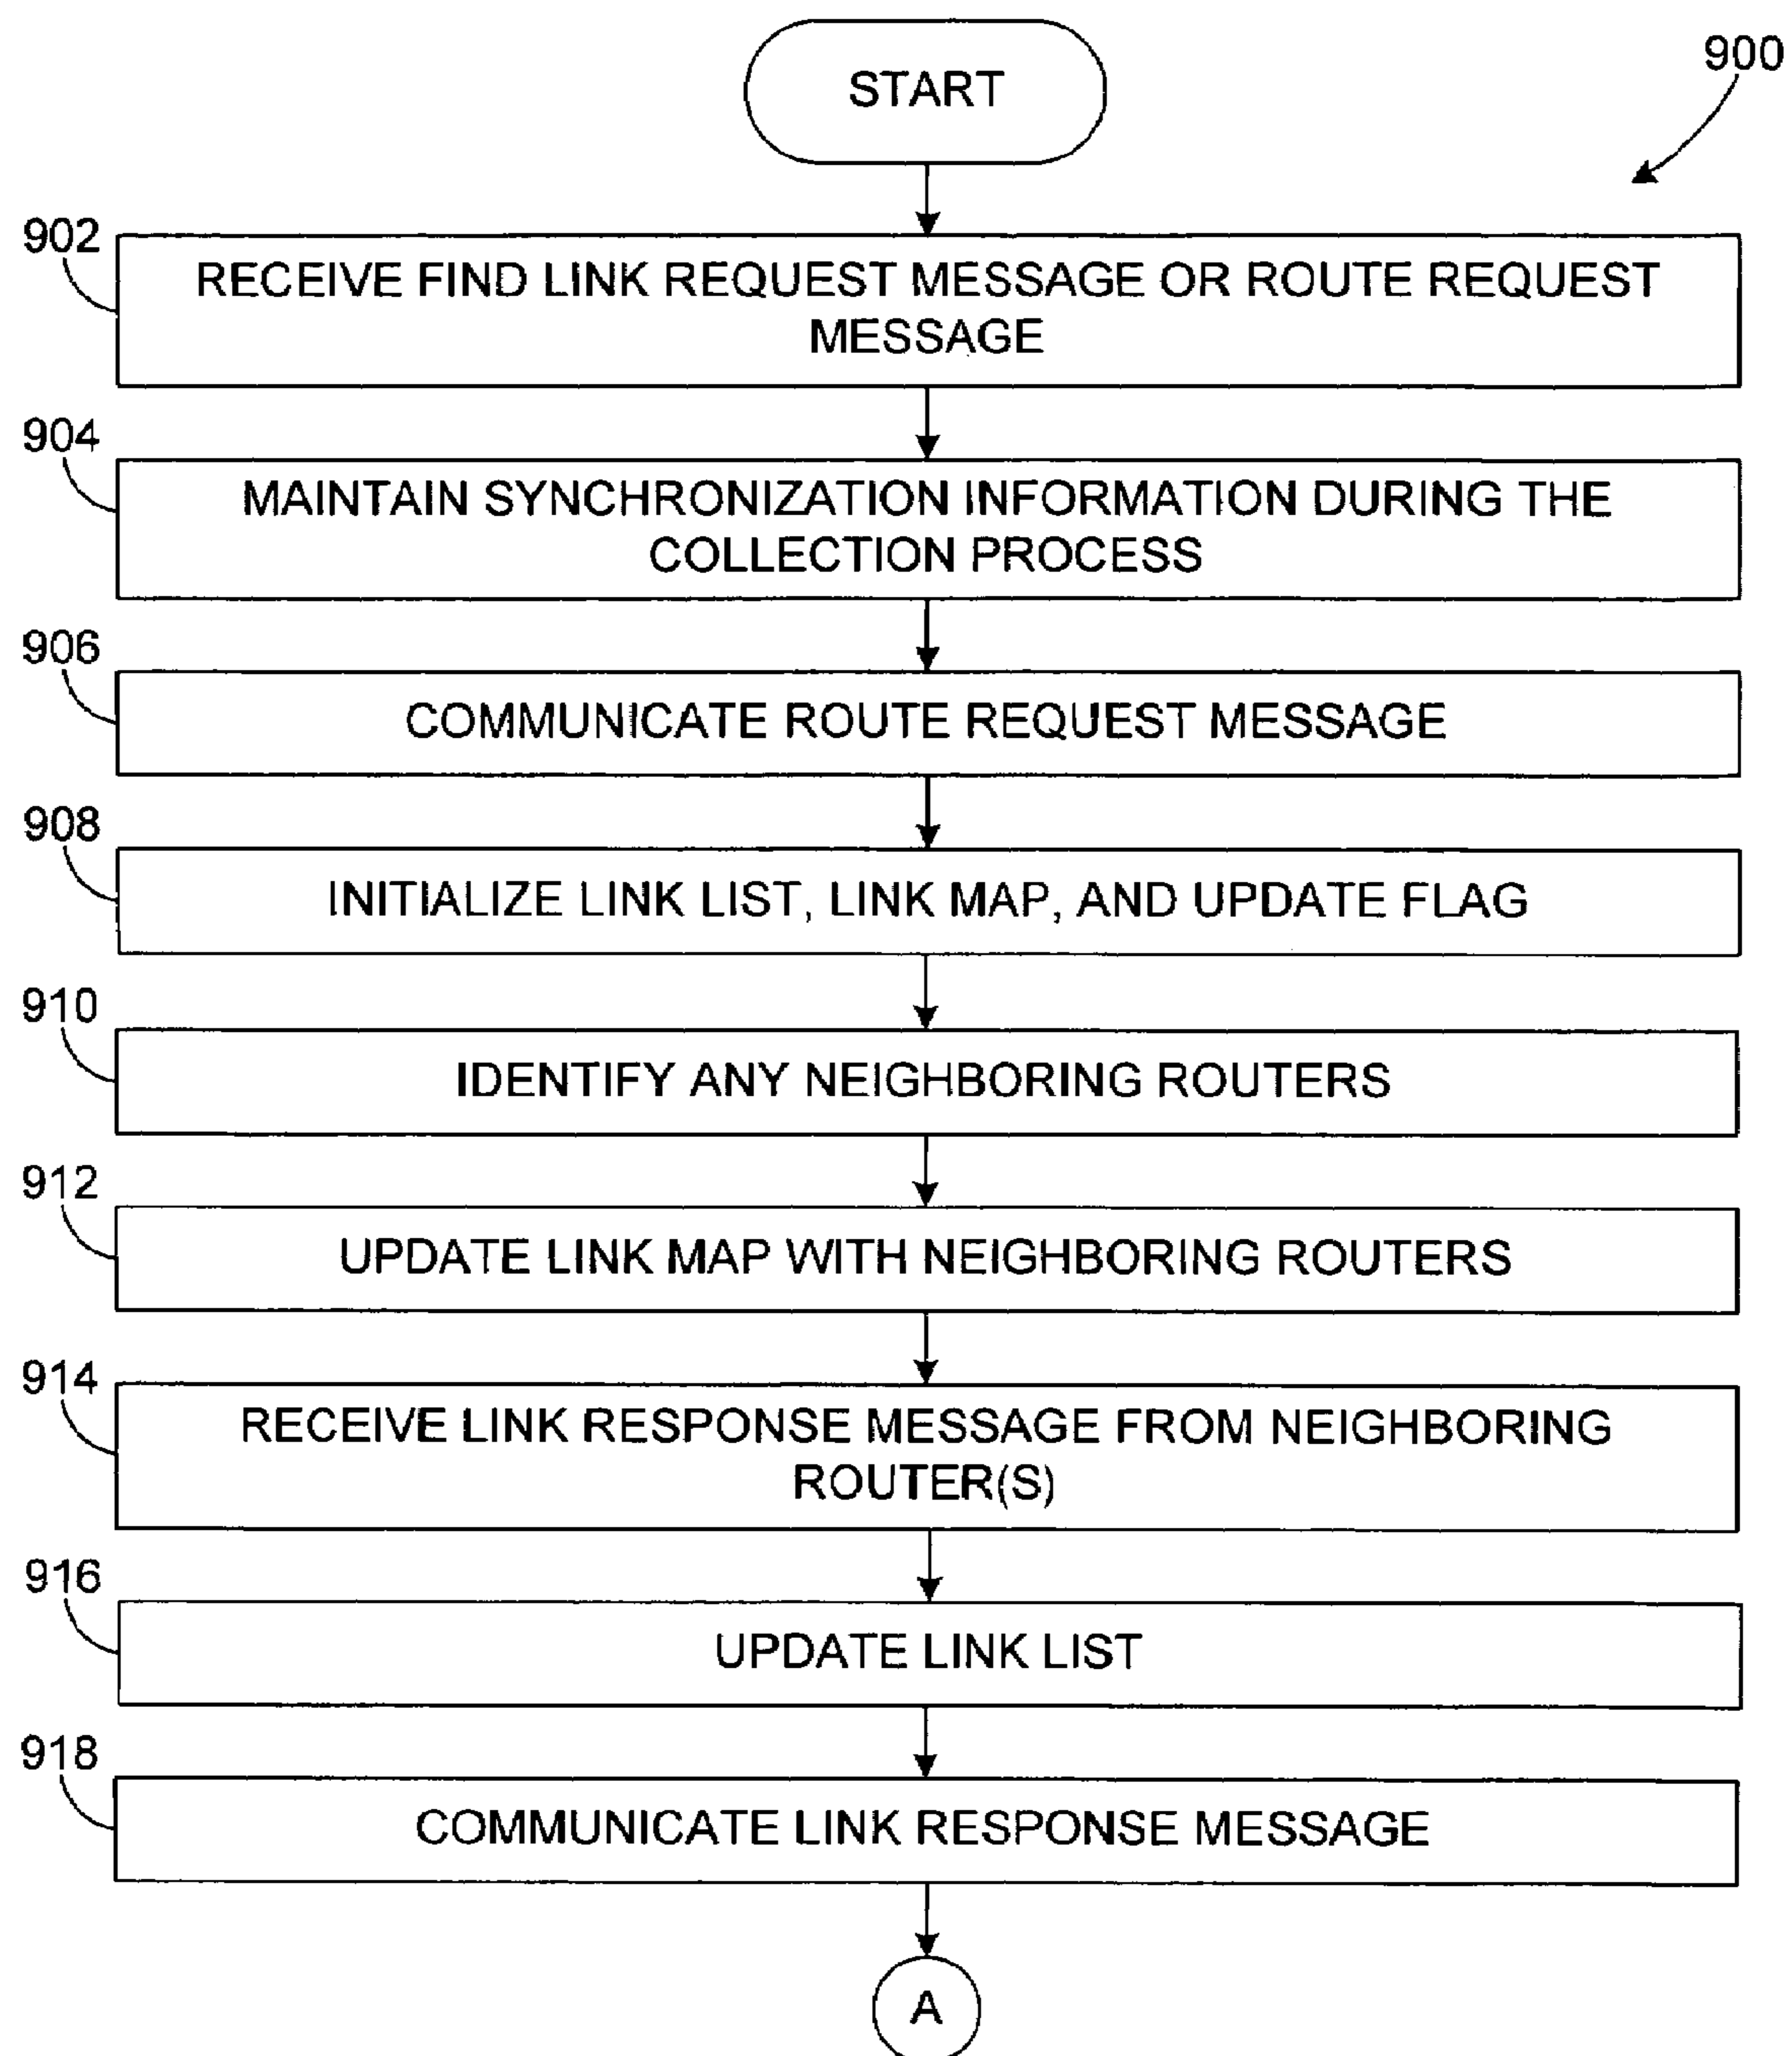 START
900
902
RECEIVE FIND LINK REQUEST MESSAGE OR ROUTE REQUEST
MESSAGE
904
MAINTAIN SYNCHRONIZATION INFORMATION DURING THE
COLLECTION PROCESS
906
COMMUNICATE ROUTE REQUEST MESSAGE
908
INITIALIZE LINK LIST, LINK MAP, AND UPDATE FLAG
910
IDENTIFY ANY NEIGHBORING ROUTERS
912
UPDATE LINK MAP WITH NEIGHBORING ROUTERS
914
RECEIVE LINK RESPONSE MESSAGE FROM NEIGHBORING
ROUTER(S)
916
UPDATE LINK LIST
918
COMMUNICATE LINK RESPONSE MESSAGE
A